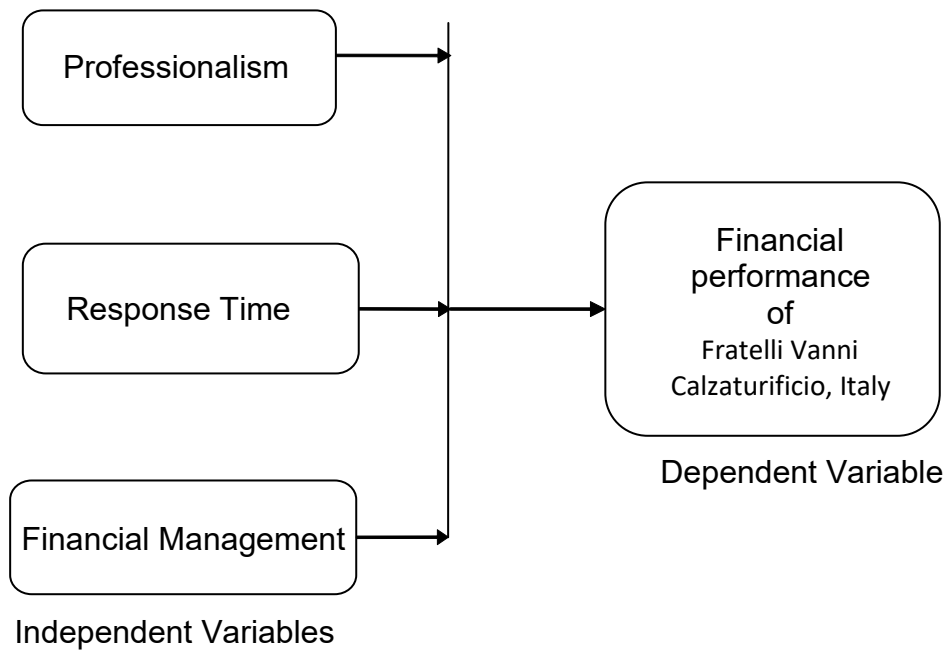 Professionalism
Response Time
Financial Management
Independent Variables
Financial
performance
of
Fratelli Vanni
Calzaturificio, Italy
Dependent Variable